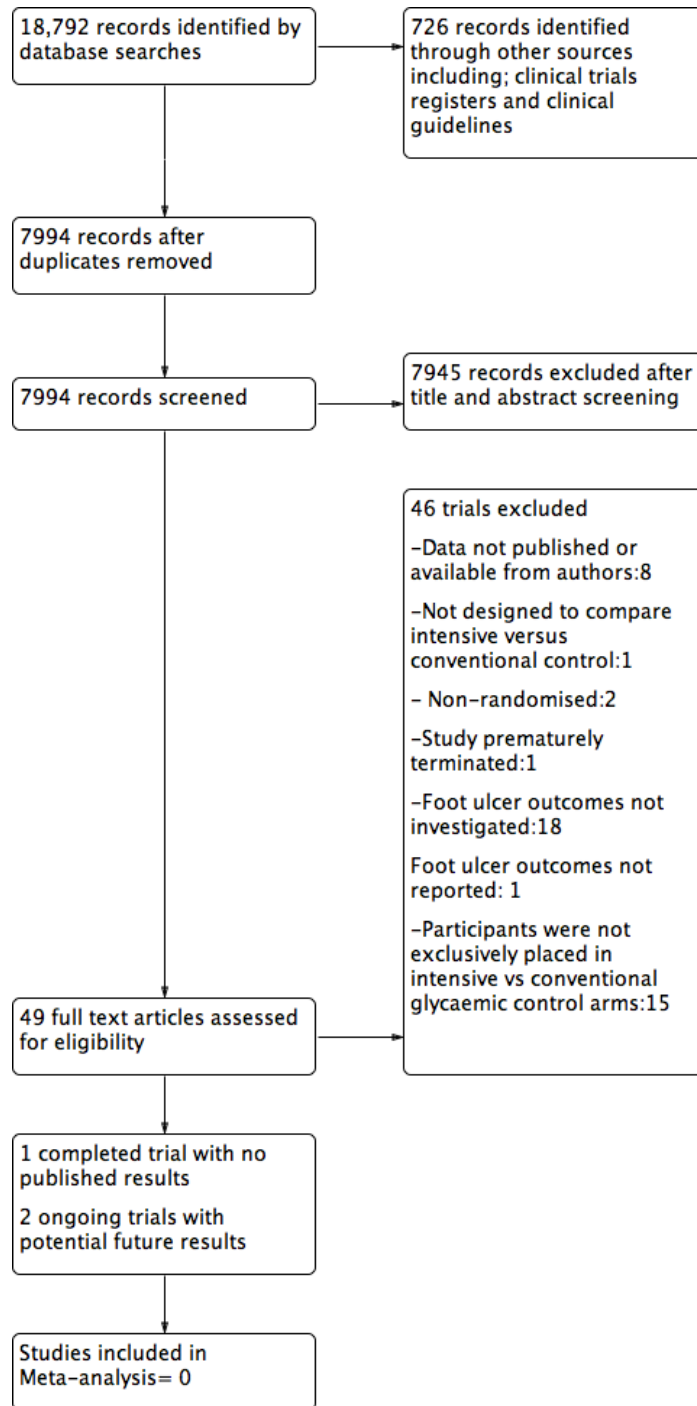 18,792 records identified by
database searches
726 records identified
through other sources
including; clinical trials
registers and clinical
guidelines
7994 records after
duplicates removed
7994 records screened
7945 records excluded after
title and abstract screening
46 trials excluded
–Data not published or
available from authors:8
–Not designed to compare
intensive versus
conventional control:1
– Non–randomised:2
–Study prematurely
terminated:1
–Foot ulcer outcomes not
investigated:18
Foot ulcer outcomes not
reported: 1
–Participants were not
exclusively placed in
intensive vs conventional
glycaemic control arms:15
49 full text articles assessed
for eligibility
1 completed trial with no
published results
2 ongoing trials with
potential future results
Studies included in
Meta–analysis= 0